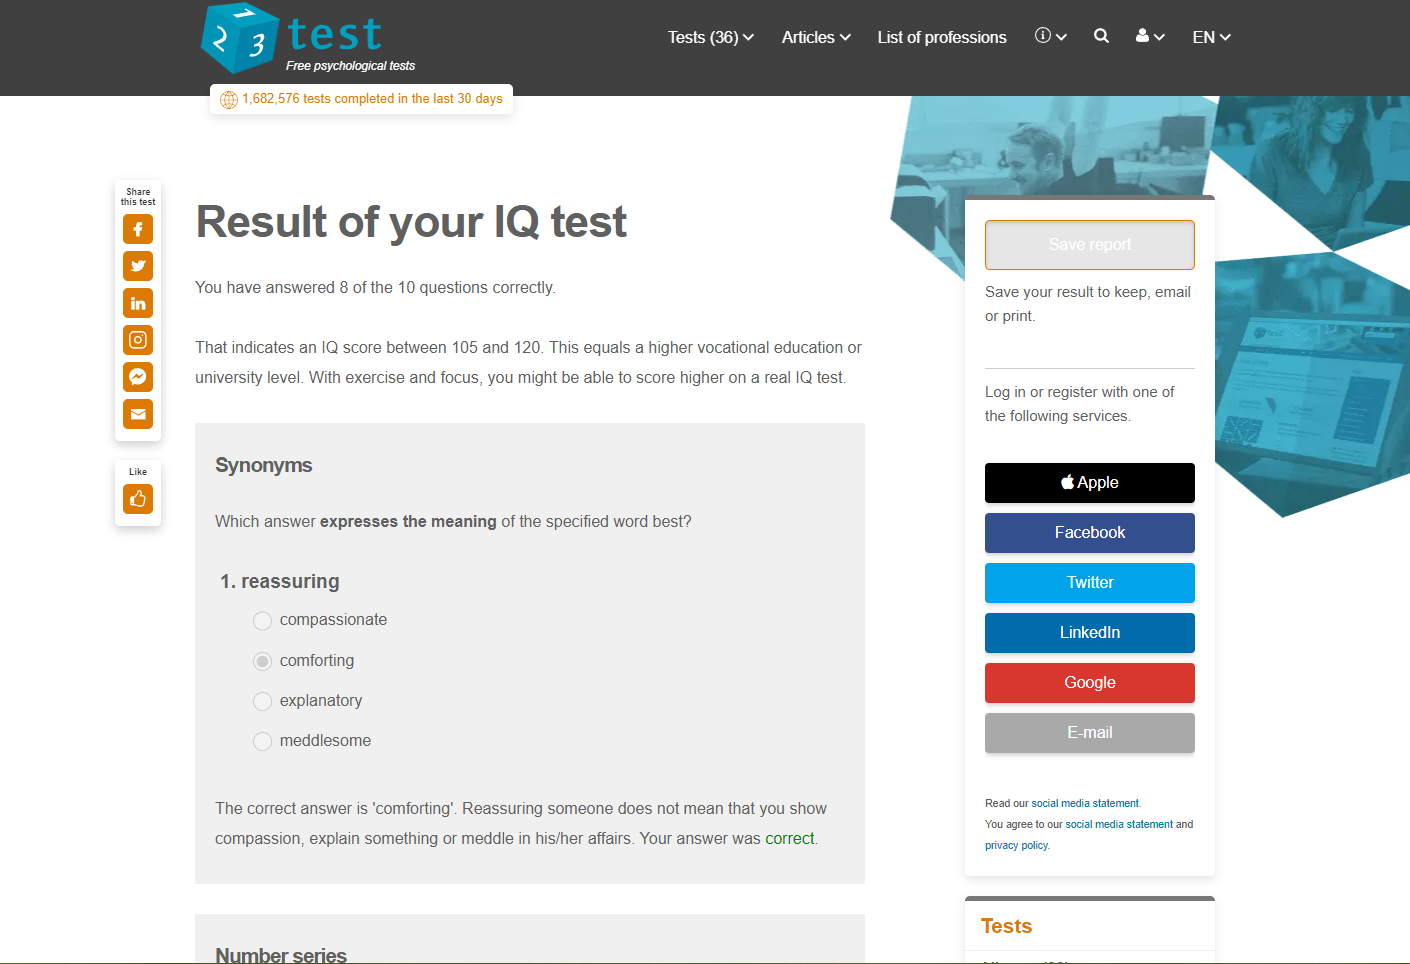 2 1 3 test
Free psychological tests
Tests (36)
Articles
List of professions
EN
1,682,576 tests completed in the last 30 days
Share
this test
Like
Result of your IQ test
You have answered 8 of the 10 questions correctly.
That indicates an IQ score between 105 and 120. This equals a higher vocational education or
university level. With exercise and focus, you might be able to score higher on a real IQ test.
Synonyms
Which answer expresses the meaning of the specified word best?
1. reassuring
compassionate
comforting
explanatory
meddlesome
The correct answer is 'comforting'. Reassuring someone does not mean that you show
compassion, explain something or meddle in his/her affairs. Your answer was correct.
Number series
Save report
Save your result to keep, email
or print.
Log in or register with one of
the following services.
Apple
Facebook
Twitter
LinkedIn
Google
E-mail
Read our social media statement.
You agree to our social media statement and
privacy policy.
Tests